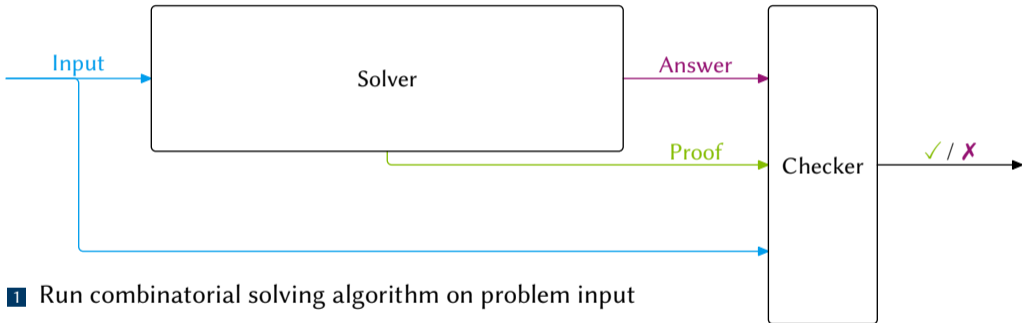 Input
Solver
Answer
Proof
Checker
✓ / ✗
1 Run combinatorial solving algorithm on problem input